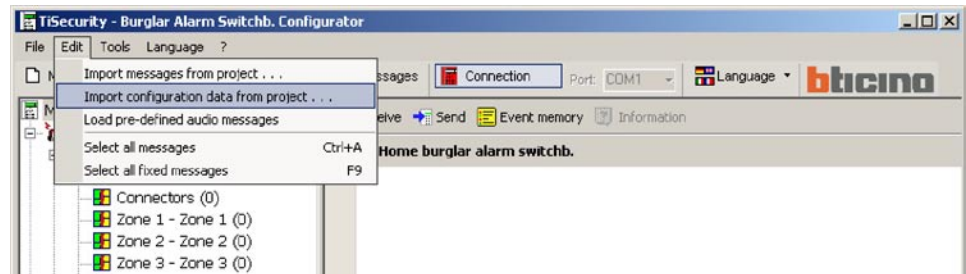 TiSecurity - Burglar Alarm Switchb. Configurator
File Edit Tools Language ?
Connection Port: COM1 Language bticino
Import messages from project . . .
Import configuration data from project . . .
Load pre-defined audio messages
Select all messages Ctrl+A
Select all fixed messages F9
Send Event memory Information
Home burglar alarm switchb.
Connectors (0)
Zone 1 - Zone 1 (0)
Zone 2 - Zone 2 (0)
Zone 3 - Zone 3 (0)